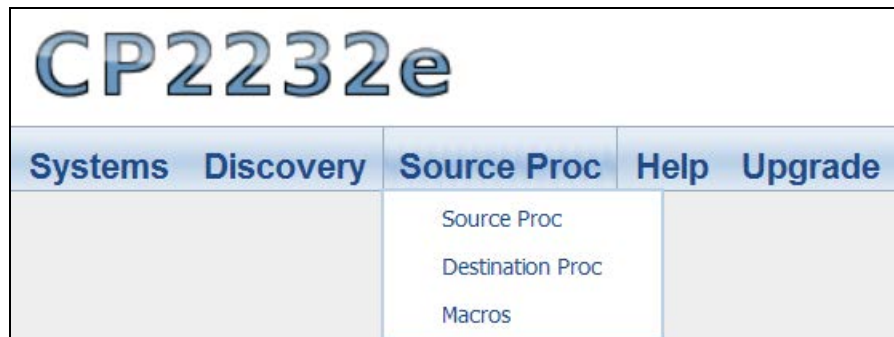 CP2232e
Systems Discovery Source Proc Help Upgrade
Source Proc
Destination Proc
Macros